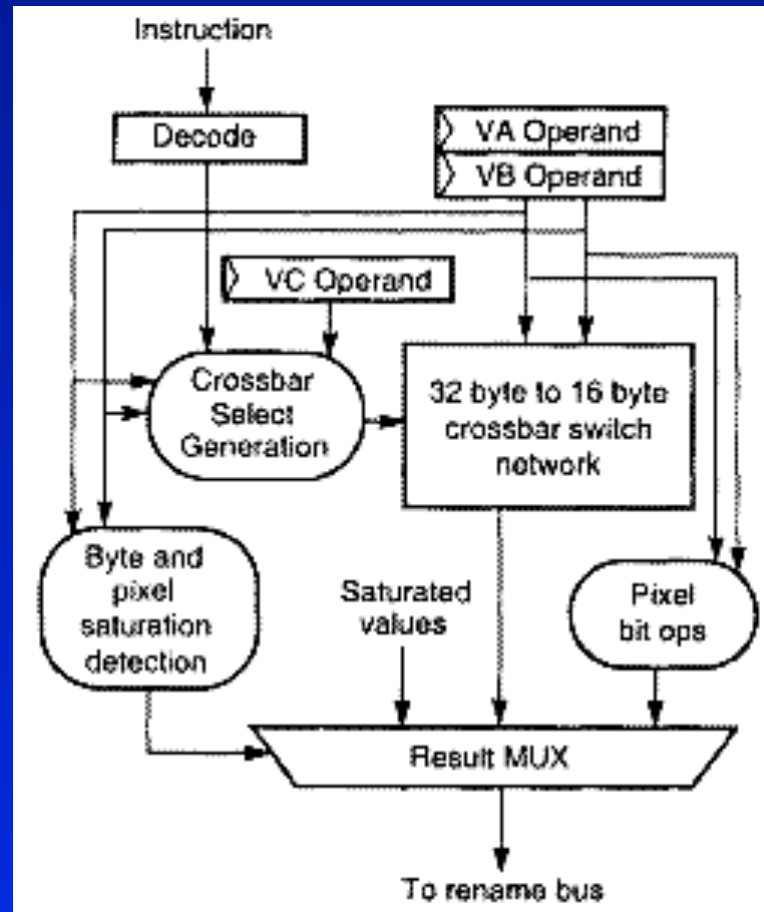 Instruction
Decode
VA Operand
VB Operand
VC Operand
Crossbar
Select
Generation
32 byte to 16 byte
crossbar switch
network
Byte and
pixel
saturation
detection
Saturated
values
Pixel
bit ops
Result MUX
To rename bus